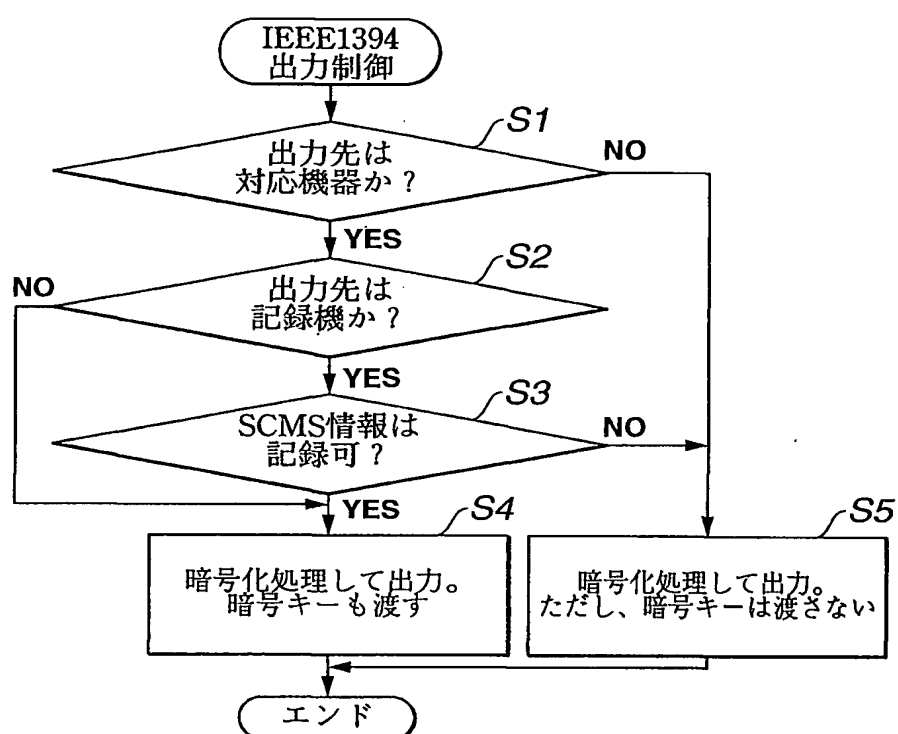 IEEE1394
出力制御
S1
出力先は
対応機器か？
NO
YES
S2
NO
出力先は
記録機か？
YES
S3
SCMS情報は
記録可？
NO
YES
S4
暗号化処理して出力。
暗号キーも渡す
S5
暗号化処理して出力。
ただし、暗号キーは渡さない
エンド